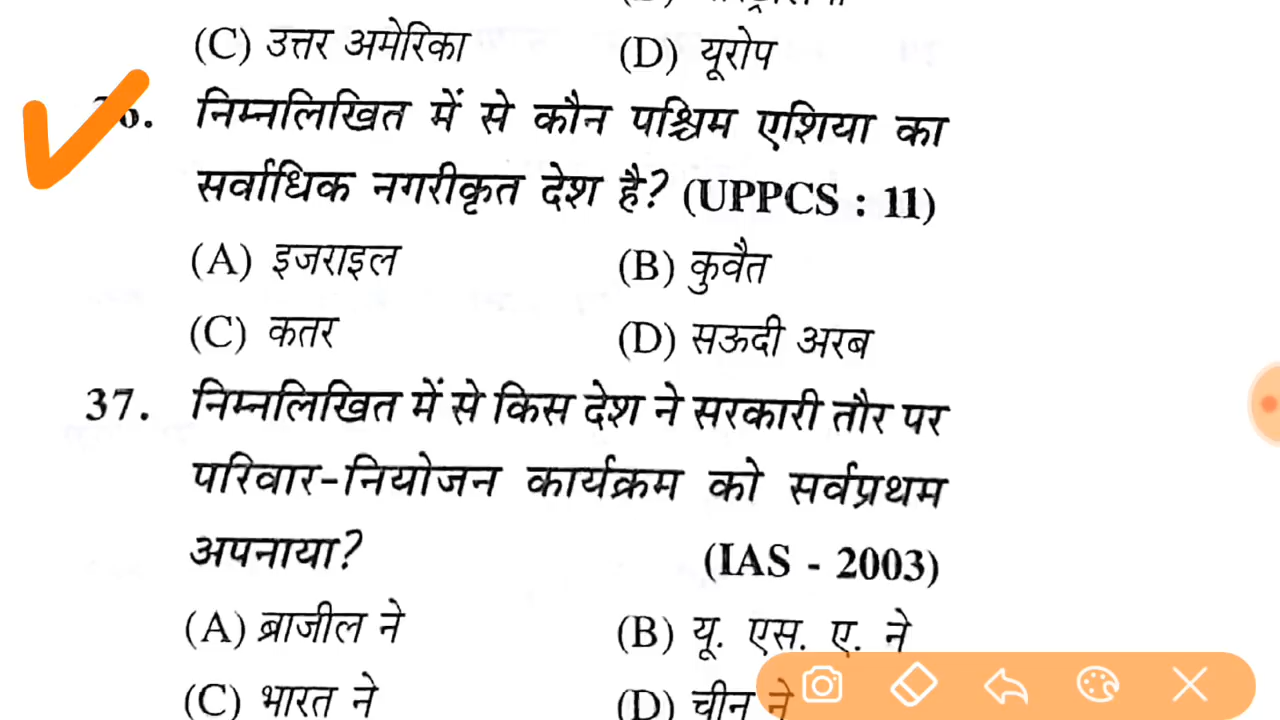 (C) उत्तर अमेरिका (D) यूरोप
निम्नलिखित में से कौन पश्चिम एशिया का
सर्वाधिक नगरीकृत देश है? (UPPCS : 11)
(A) इजराइल (B) कुवैत
(C) कतर (D) सऊदी अरब
37. निम्नलिखित में से किस देश ने सरकारी तौर पर
परिवार-नियोजन कार्यक्रम को सर्वप्रथम
अपनाया? (IAS - 2003)
(A) ब्राजील ने (B) यू. एस. ए. ने
(C) भारत ने (D) चीन ने